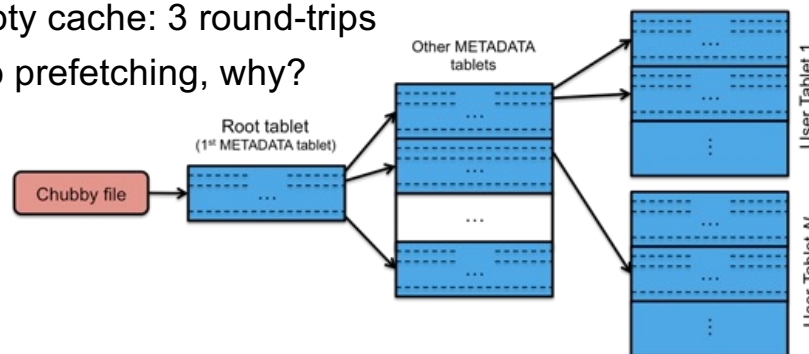 pty cache: 3 round-trips
prefetching, why?
Other METADATA
tablets
Root tablet
(1st METADATA tablet)
Chubby file
...
...
...
...
...
...
...
⋮
...
...
⋮
User Tablet 1
User Tablet N